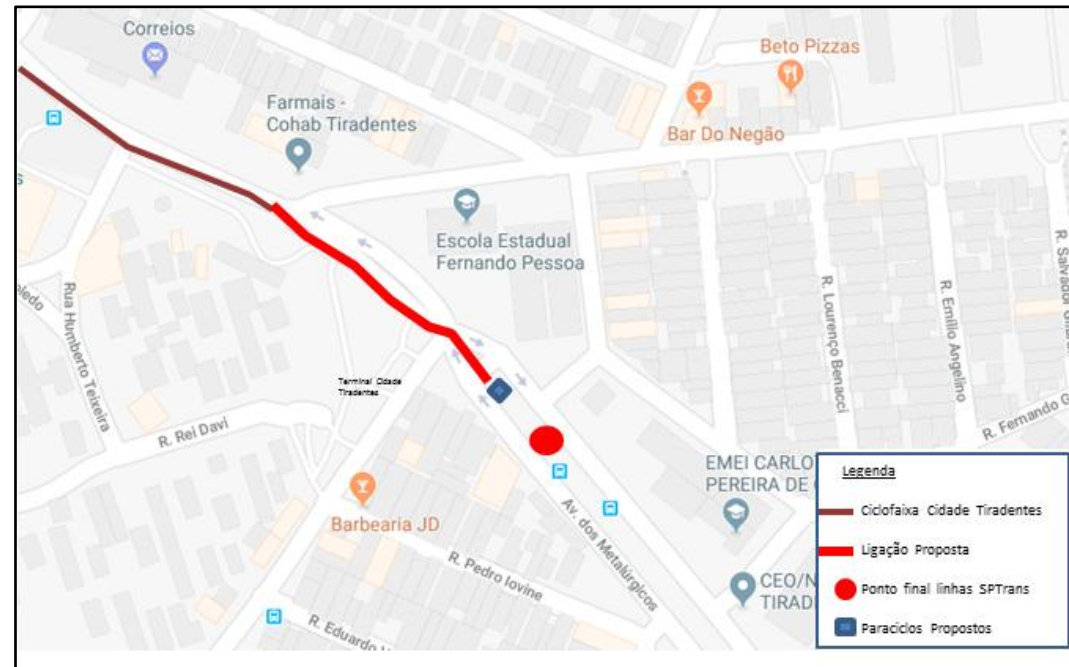 Correios
Beto Pizzas
Farmais -
Cohab Tiradentes
Bar Do Negão
Escola Estadual
Fernando Pessoa
Rua Humberto Teixeira
R. Lourenço Benacci
R. Emílio Angelino
R. Salvador
Terminal Cidade
Tiradentes
R. Rei Davi
R. Fernando G
EMEI CARLO
PEREIRA DE
Barbearia JD
Av. dos Metalúrgicos
R. Pedro Iovine
CEO/N
TIRAD
R. Eduardo
Legenda
Ciclofaixa Cidade Tiradentes
Ligação Proposta
Ponto final linhas SPTrans
Paraciclos Propostos